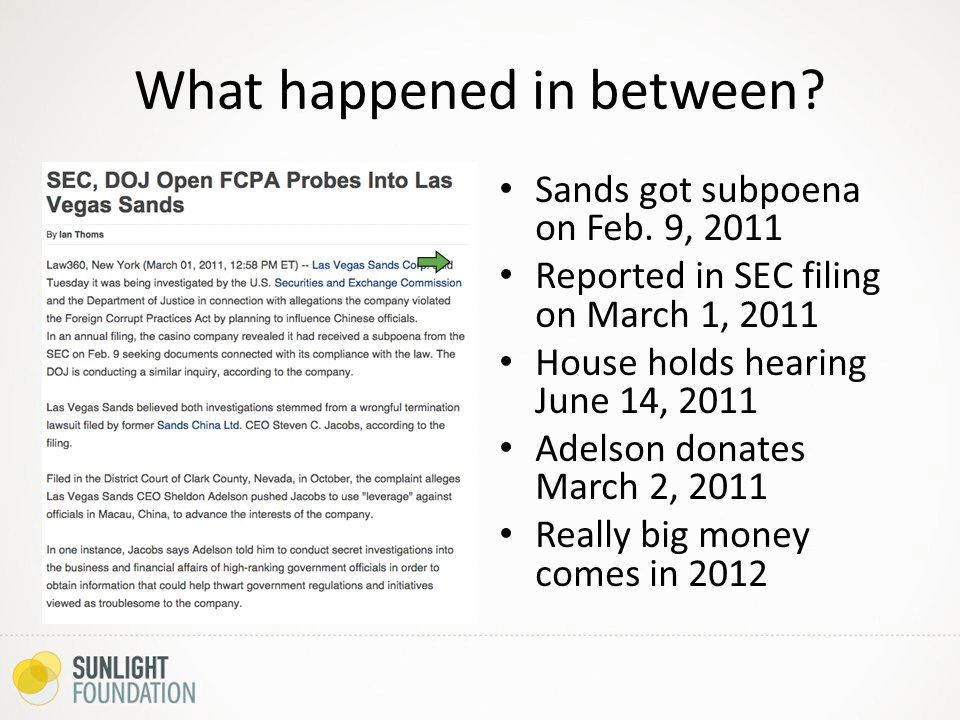 What happened in between?
SEC, DOJ Open FCPA Probes Into Las
Vegas Sands
By Ian Thoms
Law360, New York (March 01, 2011, 12:58 PM ET) -- Las Vegas Sands Corp.
Tuesday it was being investigated by the U.S. Securities and Exchange Commission
and the Department of Justice in connection with allegations the company violated
the Foreign Corrupt Practices Act by planning to influence Chinese officials.
In an annual filing, the casino company revealed it had received a subpoena from the
SEC on Feb. 9 seeking documents connected with its compliance with the law. The
DOJ is conducting a similar inquiry, according to the company.
Las Vegas Sands believed both investigations stemmed from a wrongful termination
lawsuit filed by former Sands China Ltd. CEO Steven C. Jacobs, according to the
filing.
Filed in the District Court of Clark County, Nevada, in October, the complaint alleges
Las Vegas Sands CEO Sheldon Adelson pushed Jacobs to use "leverage" against
officials in Macau, China, to advance the interests of the company.
In one instance, Jacobs says Adelson told him to conduct secret investigations into
the business and financial affairs of high-ranking government officials in order to
obtain information that could help thwart government regulations and initiatives
viewed as troublesome to the company.
• Sands got subpoena
on Feb. 9, 2011
• Reported in SEC filing
on March 1, 2011
• House holds hearing
June 14, 2011
• Adelson donates
March 2, 2011
• Really big money
comes in 2012
SUNLIGHT
FOUNDATION